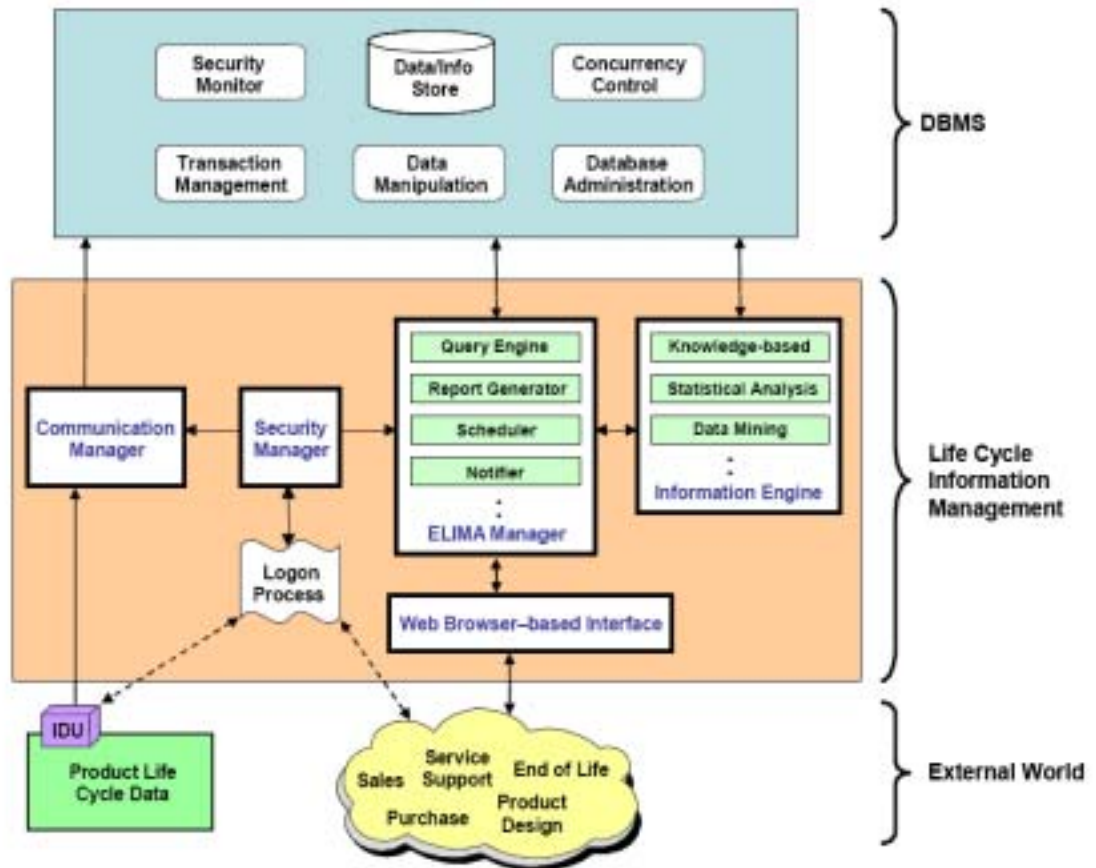 Security
Monitor
Data/Info
Store
Concurrency
Control
Transaction
Management
Data
Manipulation
Database
Administration
DBMS
Communication
Manager
Security
Manager
Query Engine
Report Generator
Scheduler
Notifier
ELIMA Manager
Knowledge-based
Statistical Analysis
Data Mining
Information Engine
Life Cycle
Information
Management
Logon
Process
Web Browser–based Interface
IDU
Product Life
Cycle Data
Sales
Service
Support
End of Life
Purchase
Product
Design
External World